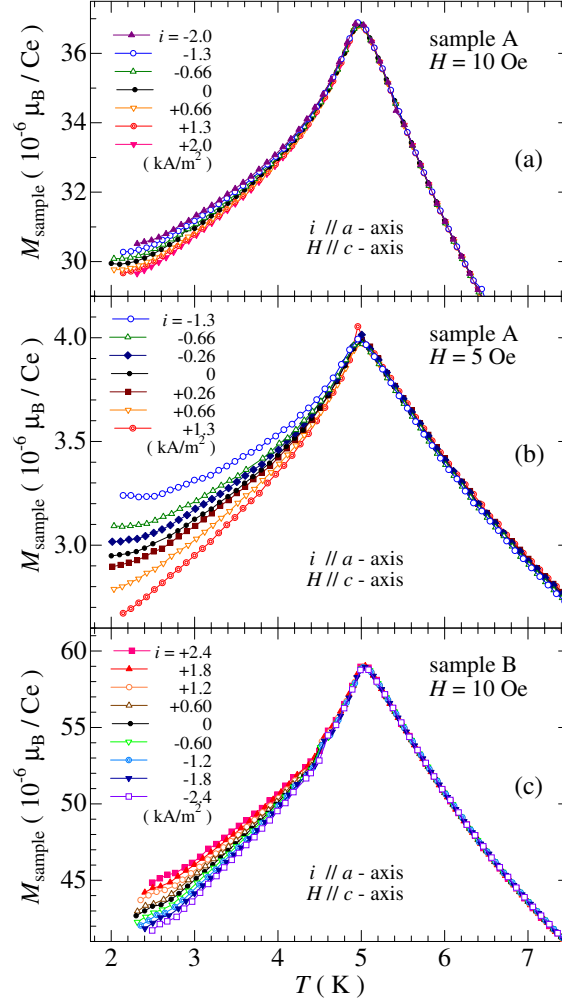 i = -2.0
-1.3
-0.66
0
+0.66
+1.3
+2.0
( kA/m²)
sample A
H = 10 Oe
(a)
i // a - axis
H // c - axis
M_sample ( 10⁻⁶ μ_B / Ce )
36
34
32
30
i = -1.3
-0.66
-0.26
0
+0.26
+0.66
+1.3
( kA/m²)
sample A
H = 5 Oe
(b)
i // a - axis
H // c - axis
M_sample ( 10⁻⁶ μ_B / Ce )
4.0
3.5
3.0
i = +2.4
+1.8
+1.2
+0.60
0
-0.60
-1.2
-1.8
-2.4
( kA/m²)
sample B
H = 10 Oe
(c)
i // a - axis
H // c - axis
M_sample ( 10⁻⁶ μ_B / Ce )
60
55
50
45
2 3 4 5 6 7
T ( K )